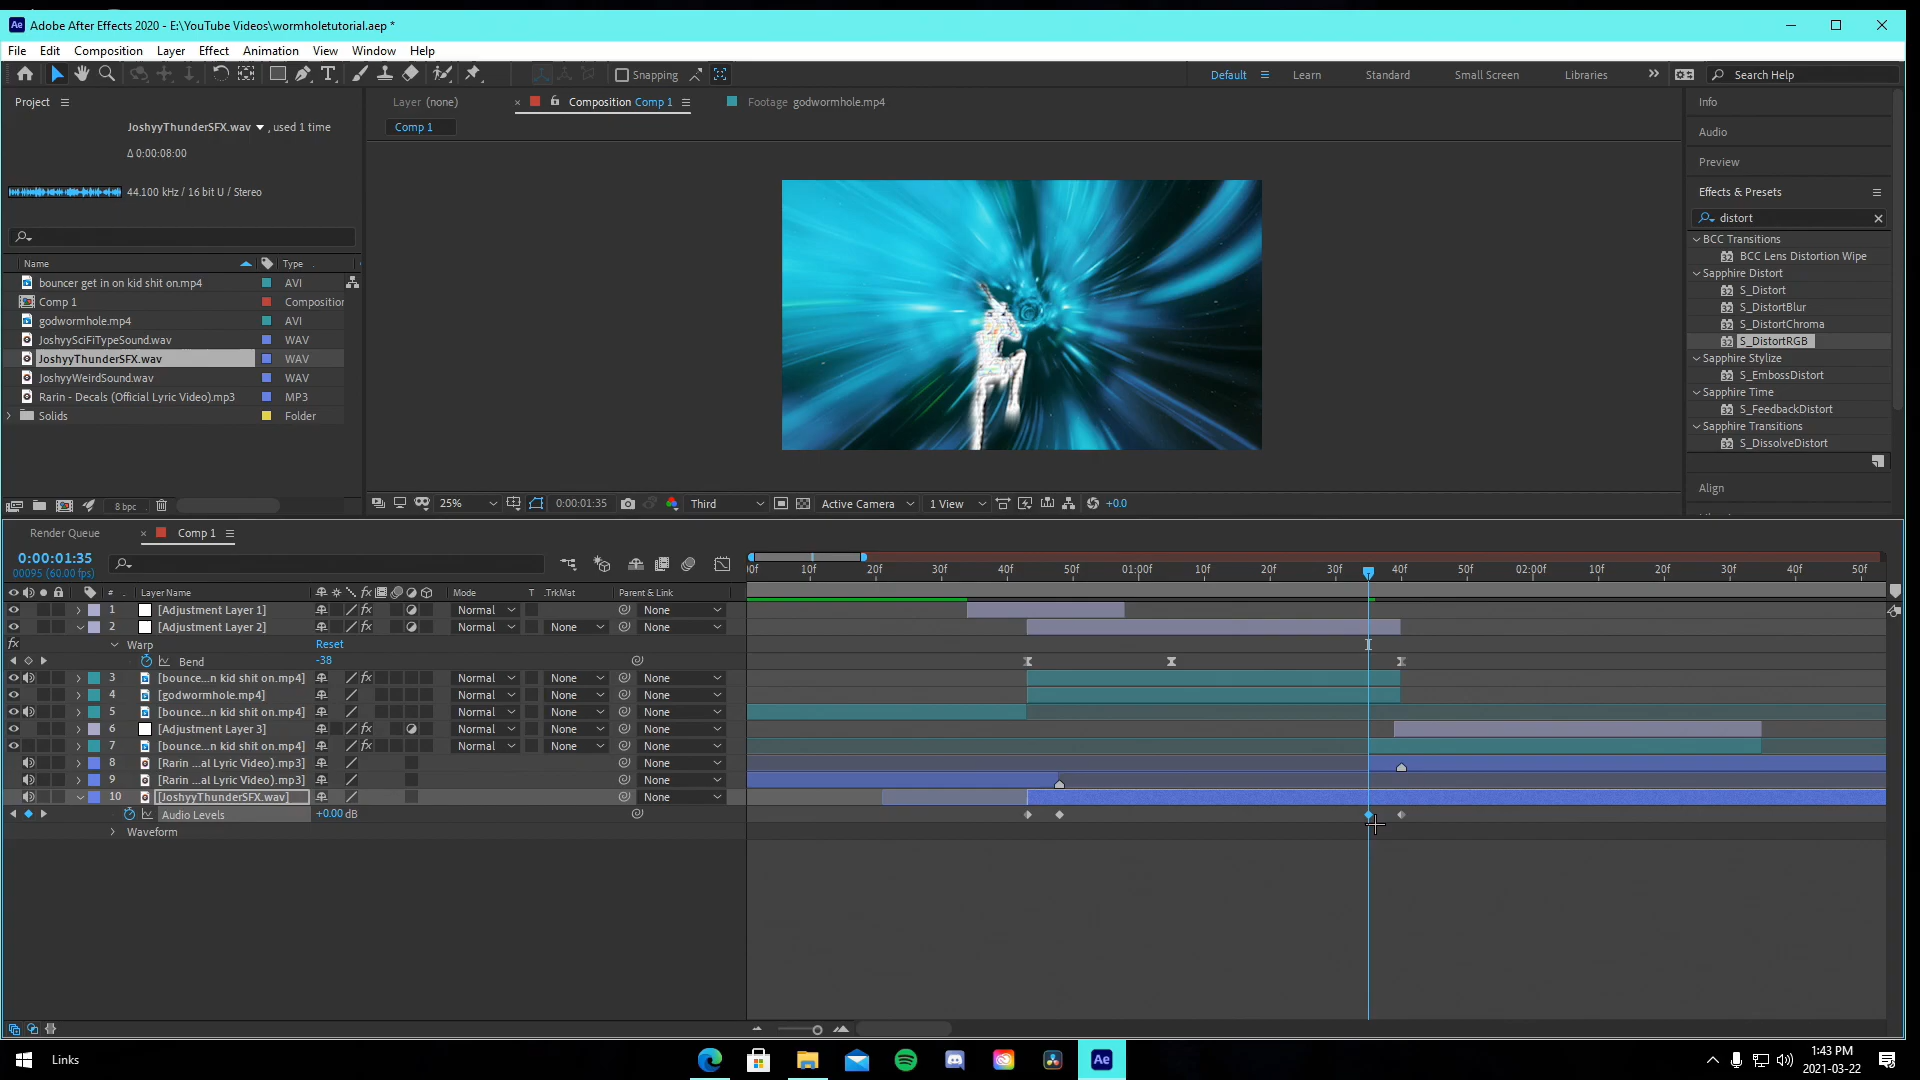 Adobe After Effects 2020 - E:\YouTube Videos\wormholetutorial.aep *
File Edit Composition Layer Effect Animation View Window Help
Snapping Default Learn Standard Small Screen Libraries Search Help
Project Layer (none) Composition Comp 1 Footage godwormhole.mp4 Info
JoshyyThunderSFX.wav , used 1 time Comp 1
Audio
Δ 0:00:08:00
Preview
44.100 kHz / 16 bit U / Stereo Effects & Presets
distort
BCC Transitions
BCC Lens Distortion Wipe
Sapphire Distort
S_Distort
S_DistortBlur
S_DistortChroma
S_DistortRGB
Sapphire Stylize
S_EmbossDistort
Sapphire Time
S_FeedbackDistort
Sapphire Transitions
S_DissolveDistort
Align
Name Type
bouncer get in on kid shit on.mp4 AVI
Comp 1 Composition
godwormhole.mp4 AVI
JoshyySciFiTypeSound.wav WAV
JoshyyThunderSFX.wav WAV
JoshyyWeirdSound.wav WAV
Rarin - Decals (Official Lyric Video).mp3 MP3
Solids Folder
8 bpc 25% 0:00:01:35 Third Active Camera 1 View +0.0
Render Queue Comp 1
0:00:01:35
00095 (60.00 fps)
00f 10f 20f 30f 40f 50f 01:00f 10f 20f 30f 40f 50f 02:00f 10f 20f 30f 40f 50f
# Layer Name Mode T .TrkMat Parent & Link
1 [Adjustment Layer 1] Normal None
2 [Adjustment Layer 2] Normal None None
Warp Reset
Bend -38
3 [bounce...n kid shit on.mp4] Normal None None
4 [godwormhole.mp4] Normal None None
5 [bounce...n kid shit on.mp4] Normal None None
6 [Adjustment Layer 3] Normal None None
7 [bounce...n kid shit on.mp4] Normal None None
8 [Rarin ...al Lyric Video).mp3] None
9 [Rarin ...al Lyric Video).mp3] None
10 [JoshyyThunderSFX.wav] None
Audio Levels +0.00 dB
Waveform
Links
1:43 PM
2021-03-22